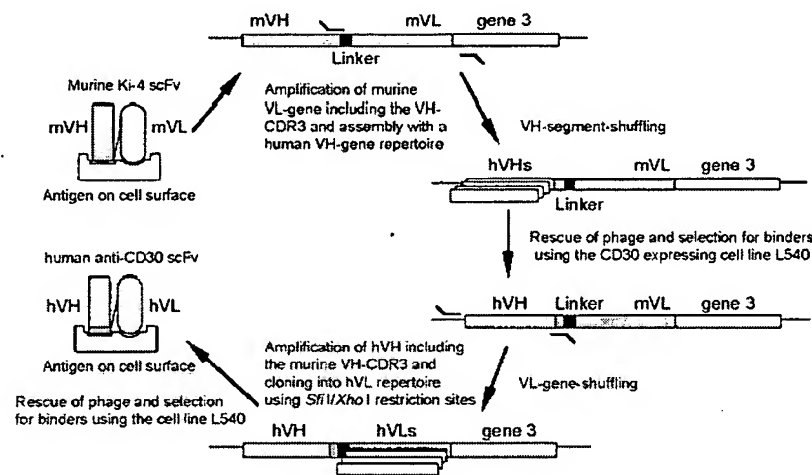 mVH mVL gene 3
Linker
Murine Ki-4 scFv
mVH mVL
Antigen on cell surface
Amplification of murine
VL-gene including the VH-
CDR3 and assembly with a
human VH-gene repertoire
VH-segment-shuffling
hVHs mVL gene 3
Linker
Rescue of phage and selection for binders
using the CD30 expressing cell line L540
hVH Linker mVL gene 3
VL-gene-shuffling
Amplification of hVH including
the murine VH-CDR3 and
cloning into hVL repertoire
using Sfi I/Xho I restriction sites
hVH hVLs gene 3
Rescue of phage and selection
for binders using the cell line L540
human anti-CD30 scFv
hVH hVL
Antigen on cell surface